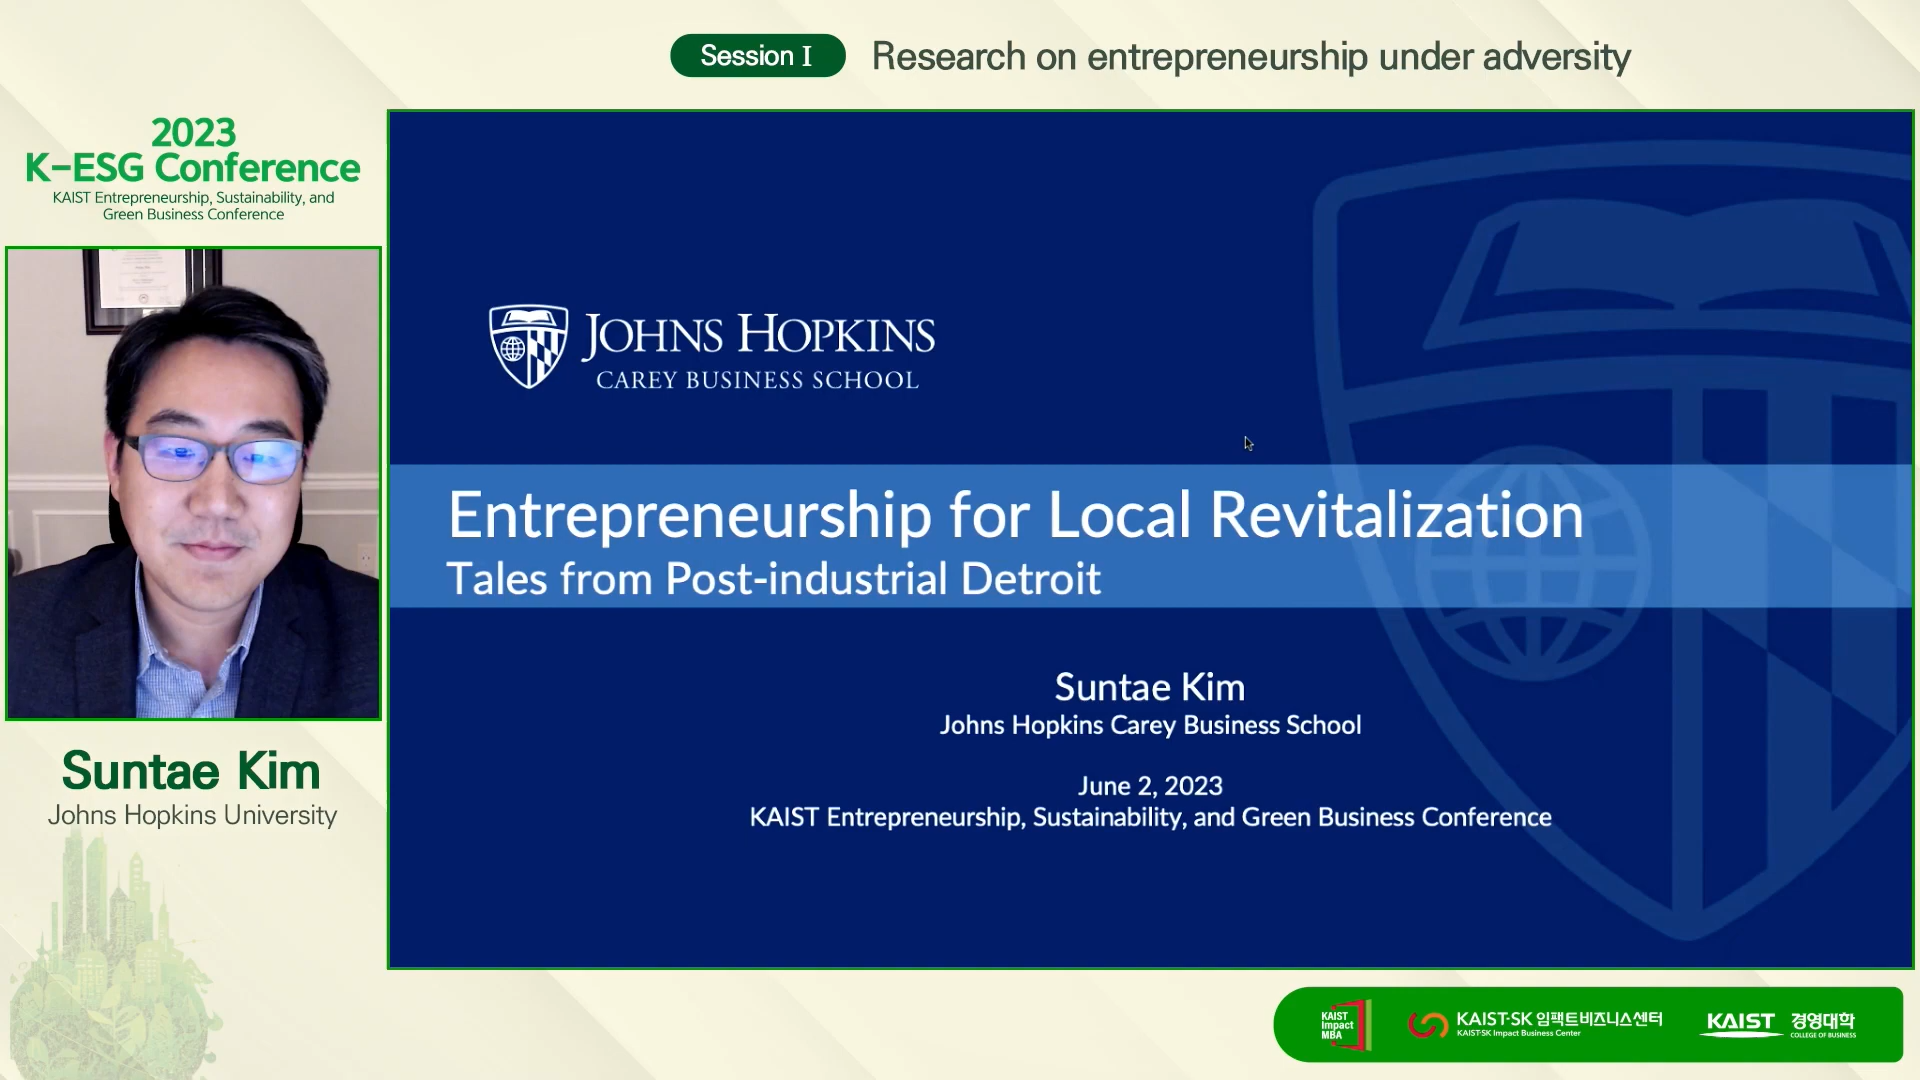 Session I
Research on entrepreneurship under adversity
2023
K-ESG Conference
KAIST Entrepreneurship, Sustainability, and
Green Business Conference
JOHNS HOPKINS
CAREY BUSINESS SCHOOL
Entrepreneurship for Local Revitalization
Tales from Post-industrial Detroit
Suntae Kim
Johns Hopkins Carey Business School
June 2, 2023
KAIST Entrepreneurship, Sustainability, and Green Business Conference
Suntae Kim
Johns Hopkins University
KAIST
Impact
MBA
KAIST-SK 임팩트비즈니스센터
KAIST-SK Impact Business Center
KAIST
경영대학
COLLEGE OF BUSINESS